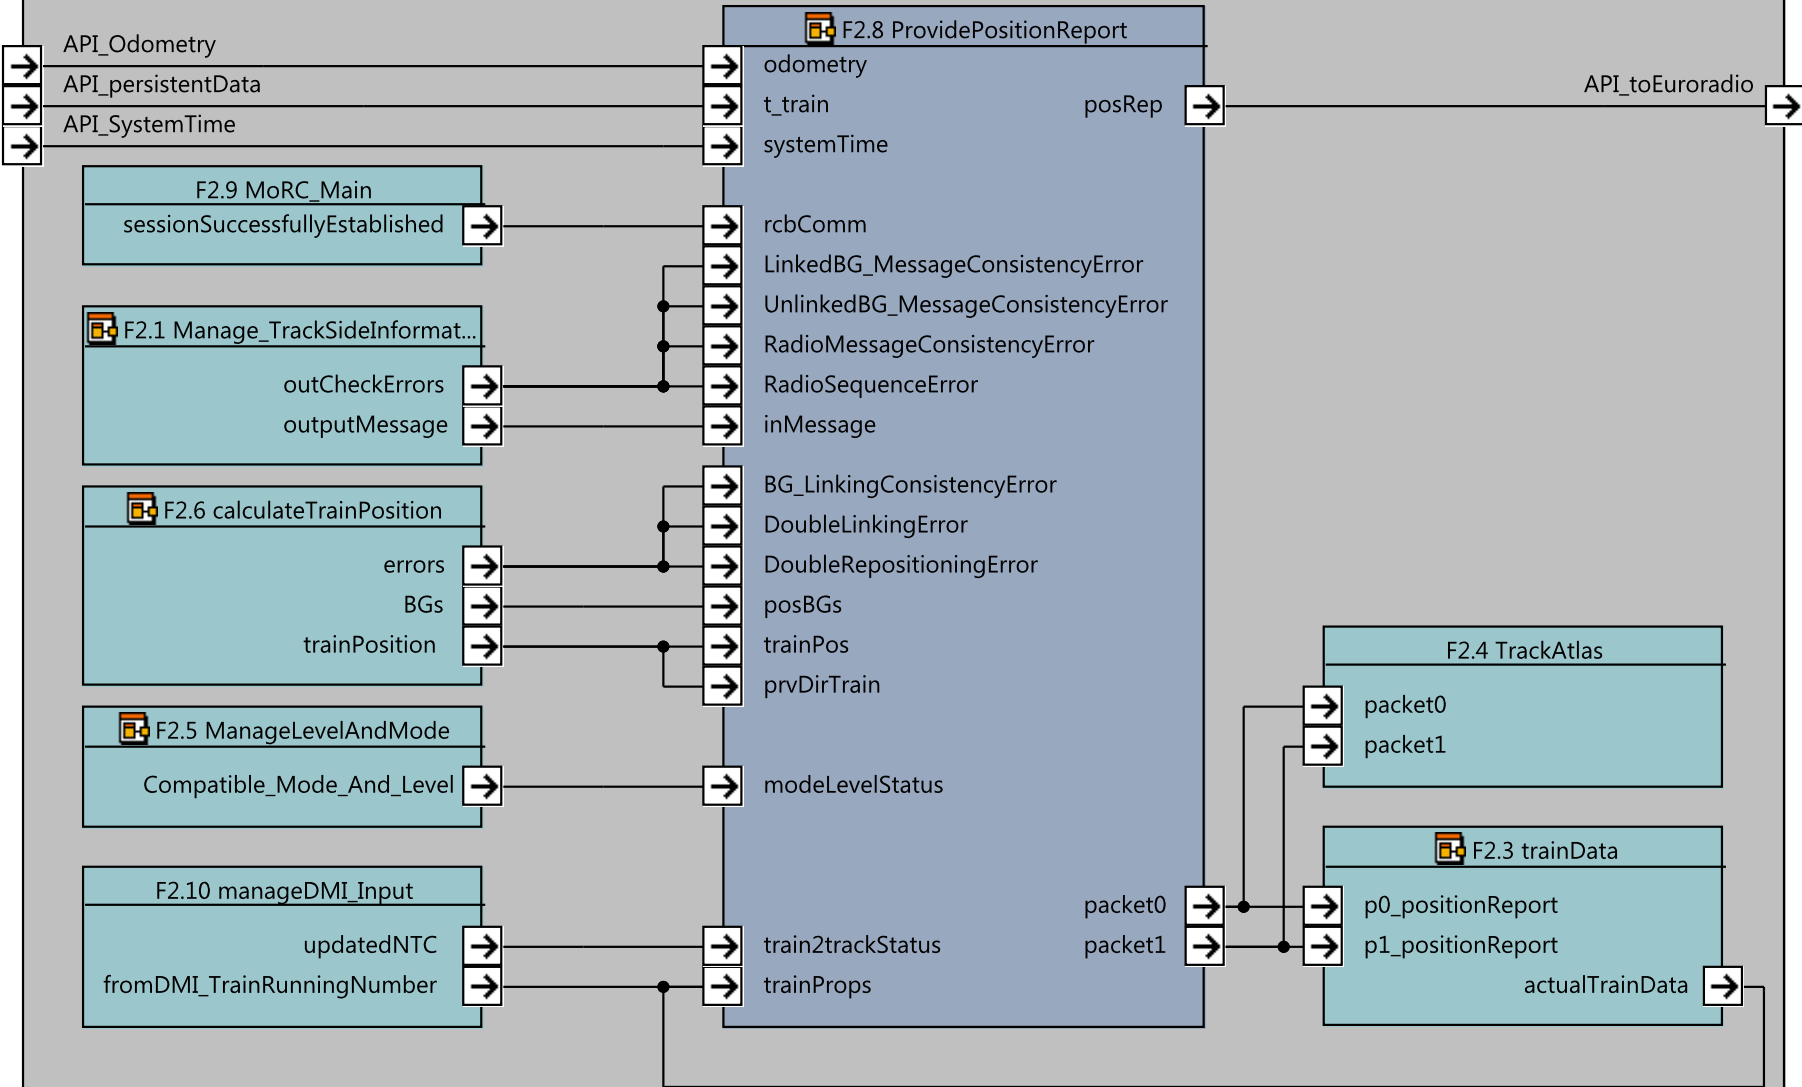 API_Odometry
API_persistentData
API_SystemTime
F2.8 ProvidePositionReport
odometry
t_train
systemTime
posRep
API_toEuroradio
F2.9 MoRC_Main
sessionSuccessfullyEstablished
rcbComm
LinkedBG_MessageConsistencyError
UnlinkedBG_MessageConsistencyError
RadioMessageConsistencyError
RadioSequenceError
inMessage
F2.1 Manage_TrackSideInformat...
outCheckErrors
outputMessage
F2.6 calculateTrainPosition
errors
BGs
trainPosition
BG_LinkingConsistencyError
DoubleLinkingError
DoubleRepositioningError
posBGs
trainPos
prvDirTrain
F2.5 ManageLevelAndMode
Compatible_Mode_And_Level
modeLevelStatus
F2.10 manageDMI_Input
updatedNTC
fromDMI_TrainRunningNumber
train2trackStatus
trainProps
packet0
packet1
F2.4 TrackAtlas
packet0
packet1
F2.3 trainData
p0_positionReport
p1_positionReport
actualTrainData